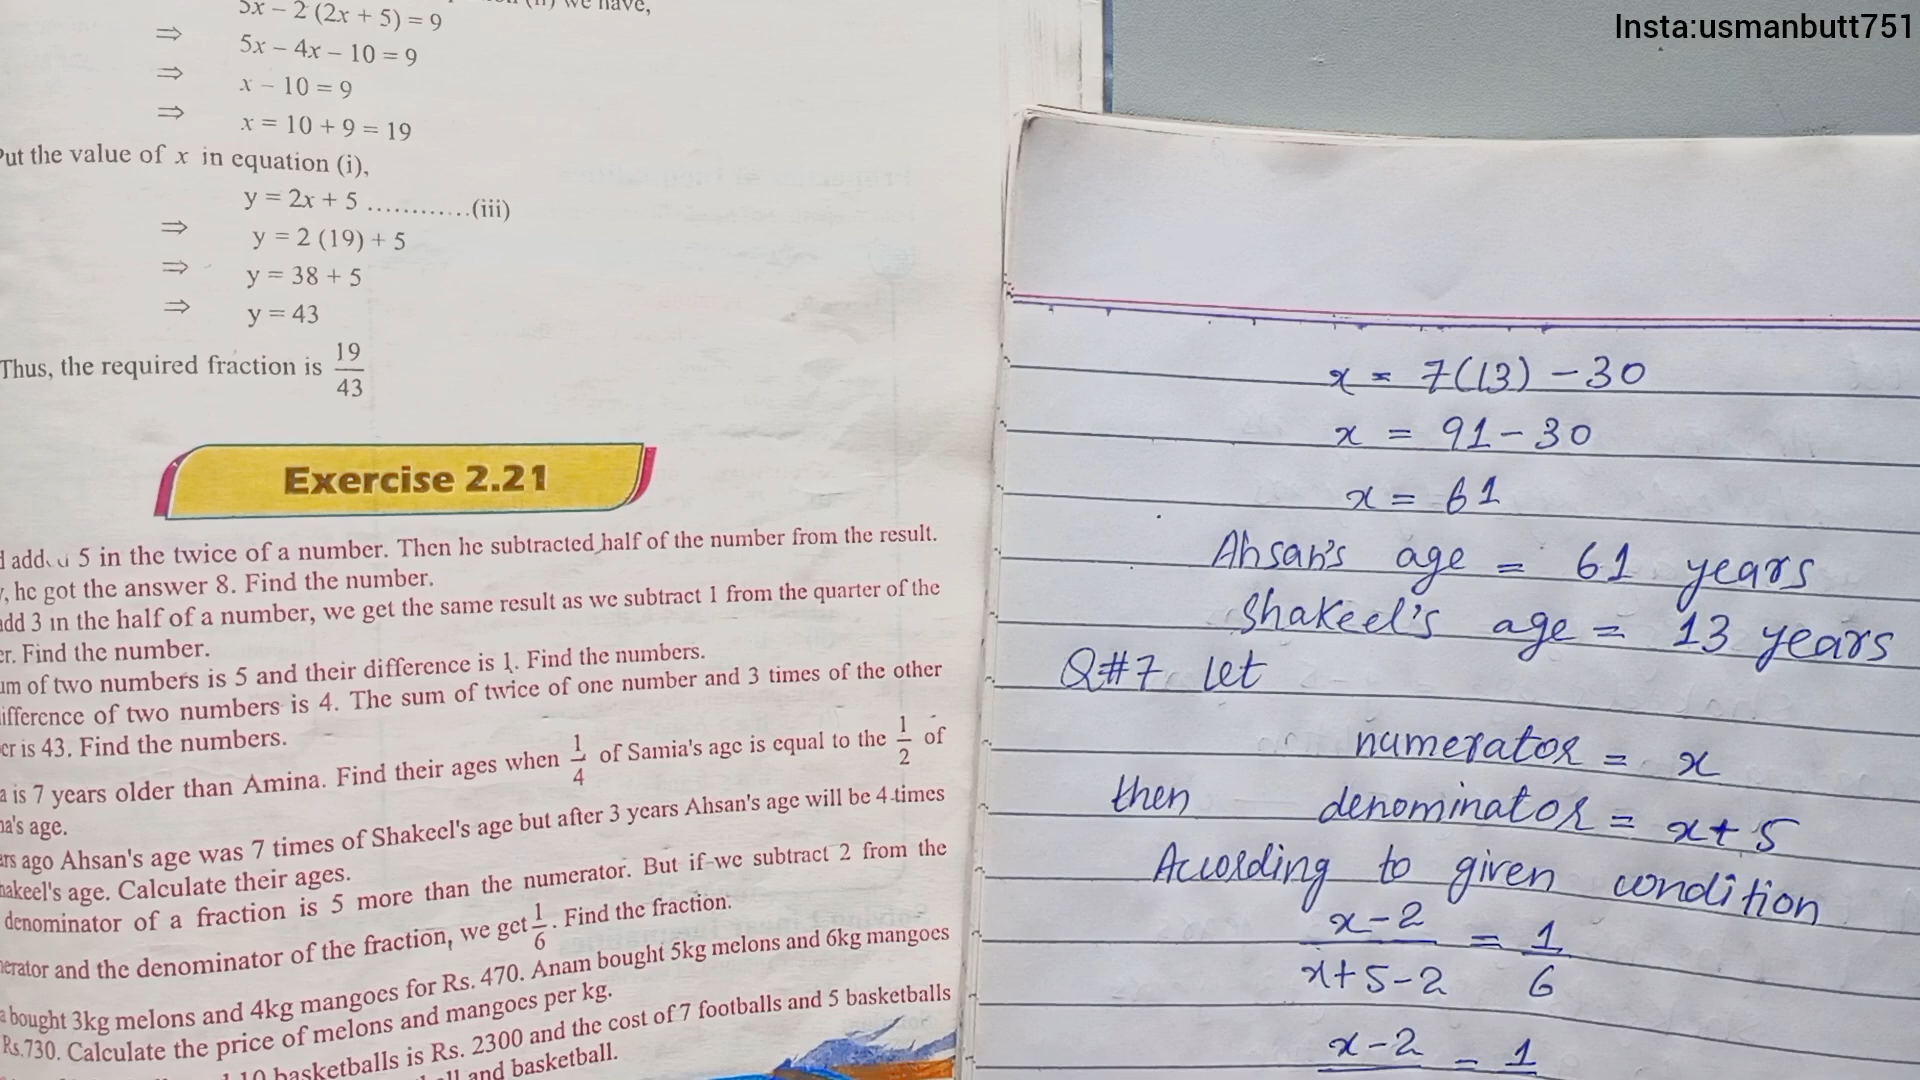 Insta:usmanbutt751
we have,
5x – 2 (2x + 5) = 9
⇒ 5x – 4x – 10 = 9
⇒ x – 10 = 9
⇒ x = 10 + 9 = 19
Put the value of x in equation (i),
y = 2x + 5 ............(iii)
⇒ y = 2 (19) + 5
⇒ y = 38 + 5
⇒ y = 43
Thus, the required fraction is 19/43
Exercise 2.21
5 in the twice of a number. Then he subtracted half of the number from the result.
, he got the answer 8. Find the number.
add 3 in the half of a number, we get the same result as we subtract 1 from the quarter of the
er. Find the number.
um of two numbers is 5 and their difference is 1. Find the numbers.
ifference of two numbers is 4. The sum of twice of one number and 3 times of the other
er is 43. Find the numbers.
a is 7 years older than Amina. Find their ages when 1/4 of Samia's age is equal to the 1/2 of
na's age.
ars ago Ahsan's age was 7 times of Shakeel's age but after 3 years Ahsan's age will be 4 times
hakeel's age. Calculate their ages.
denominator of a fraction is 5 more than the numerator. But if we subtract 2 from the
nerator and the denominator of the fraction, we get 1/6. Find the fraction.
a bought 3kg melons and 4kg mangoes for Rs. 470. Anam bought 5kg melons and 6kg mangoes
Rs.730. Calculate the price of melons and mangoes per kg.
10 basketballs is Rs. 2300 and the cost of 7 footballs and 5 basketballs
all and basketball.
x = 7(13) – 30
x = 91 – 30
x = 61
Ahsan's age = 61 years
Shakeel's age = 13 years
Q#7 let
numerator = x
then denominator = x+5
According to given condition
x-2/x+5-2 = 1/6
x-2 = 1